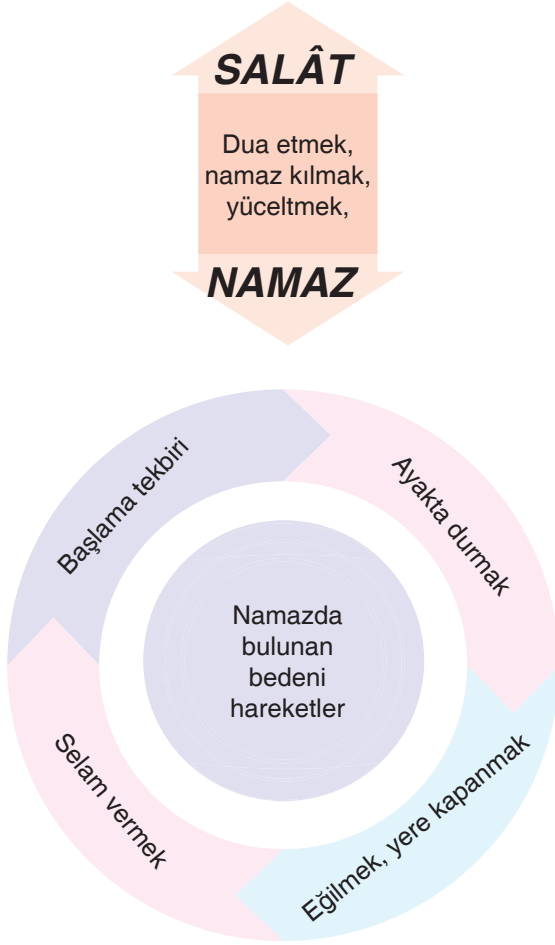 SALÂT
Dua etmek,
namaz kılmak,
yüceltmek,
NAMAZ
Başlama tekbiri
Ayakta durmak
Eğilmek, yere kapanmak
Selam vermek
Namazda
bulunan
bedeni
hareketler